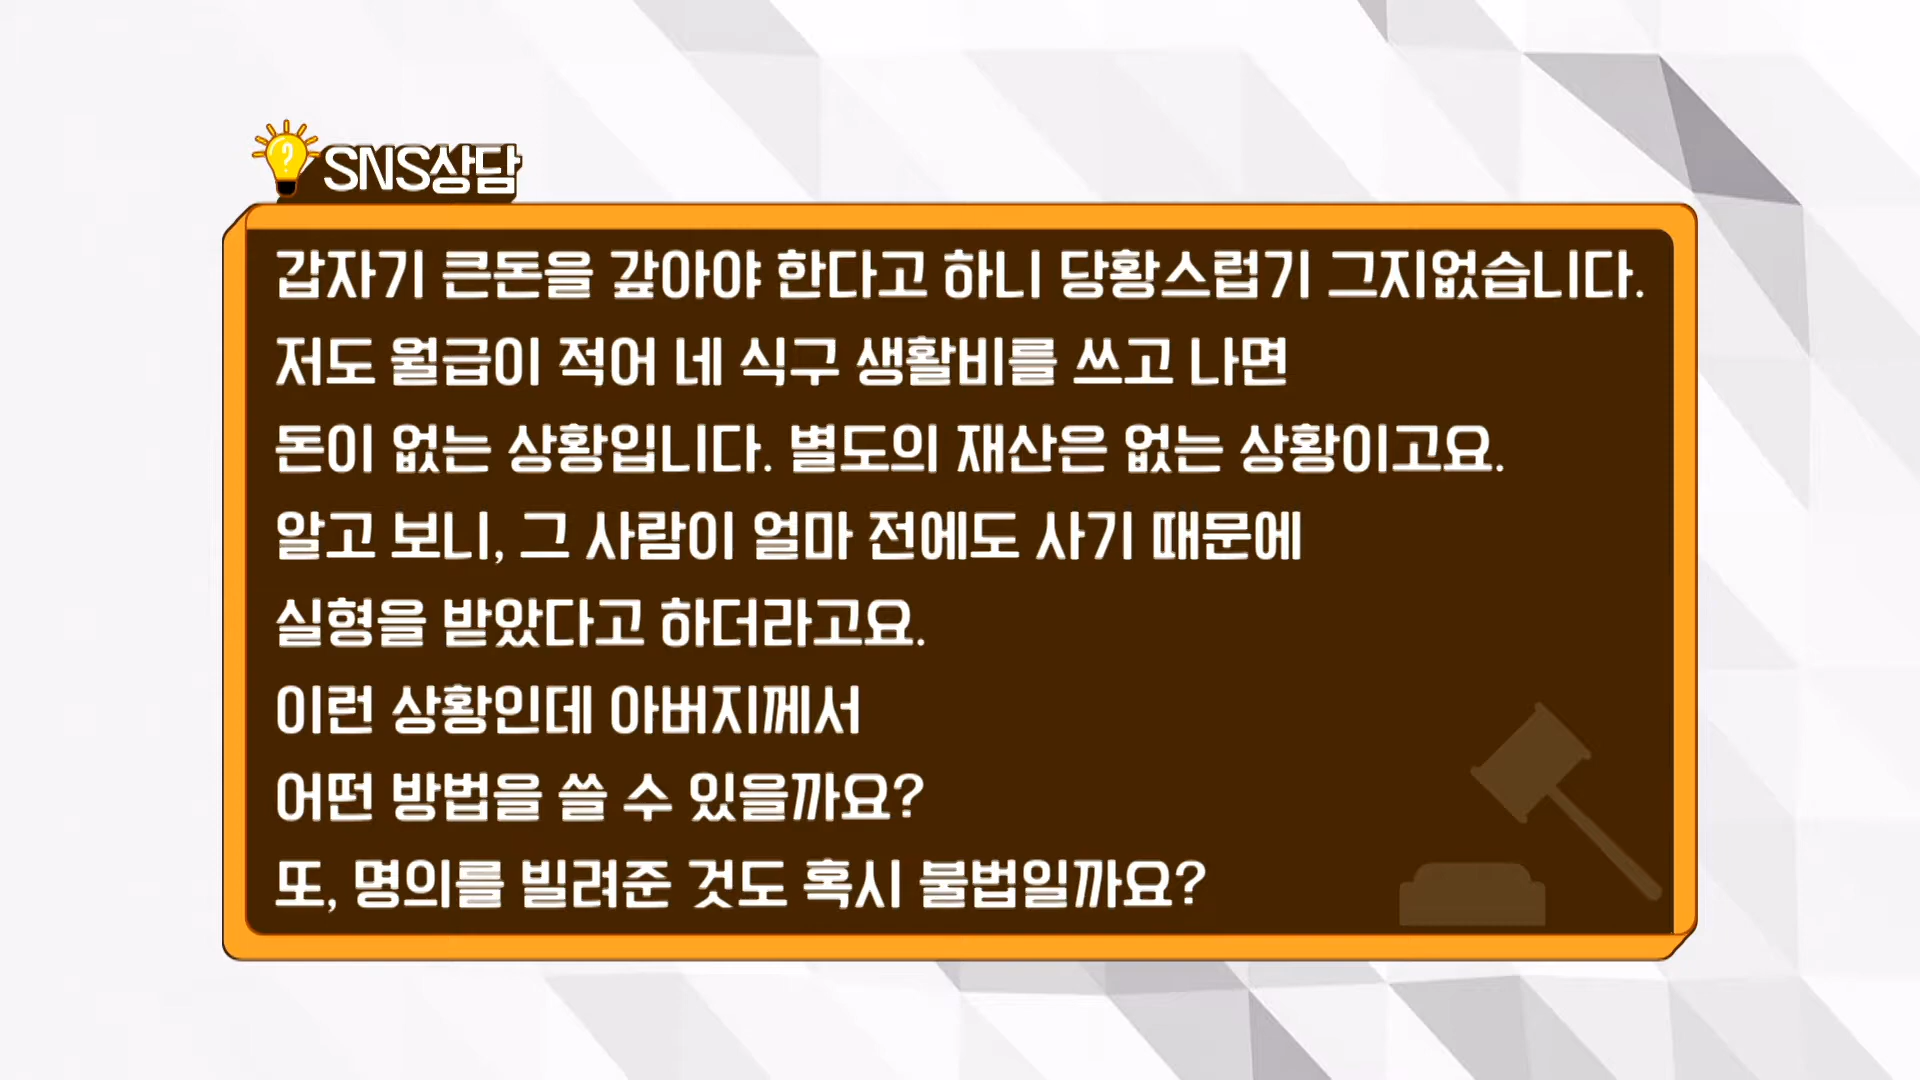 SNS상담
갑자기 큰돈을 갚아야 한다고 하니 당황스럽기 그지없습니다.
저도 월급이 적어 네 식구 생활비를 쓰고 나면
돈이 없는 상황입니다. 별도의 재산은 없는 상황이고요.
알고 보니, 그 사람이 얼마 전에도 사기 때문에
실형을 받았다고 하더라고요.
이런 상황인데 아버지께서
어떤 방법을 쓸 수 있을까요?
또, 명의를 빌려준 것도 혹시 불법일까요?